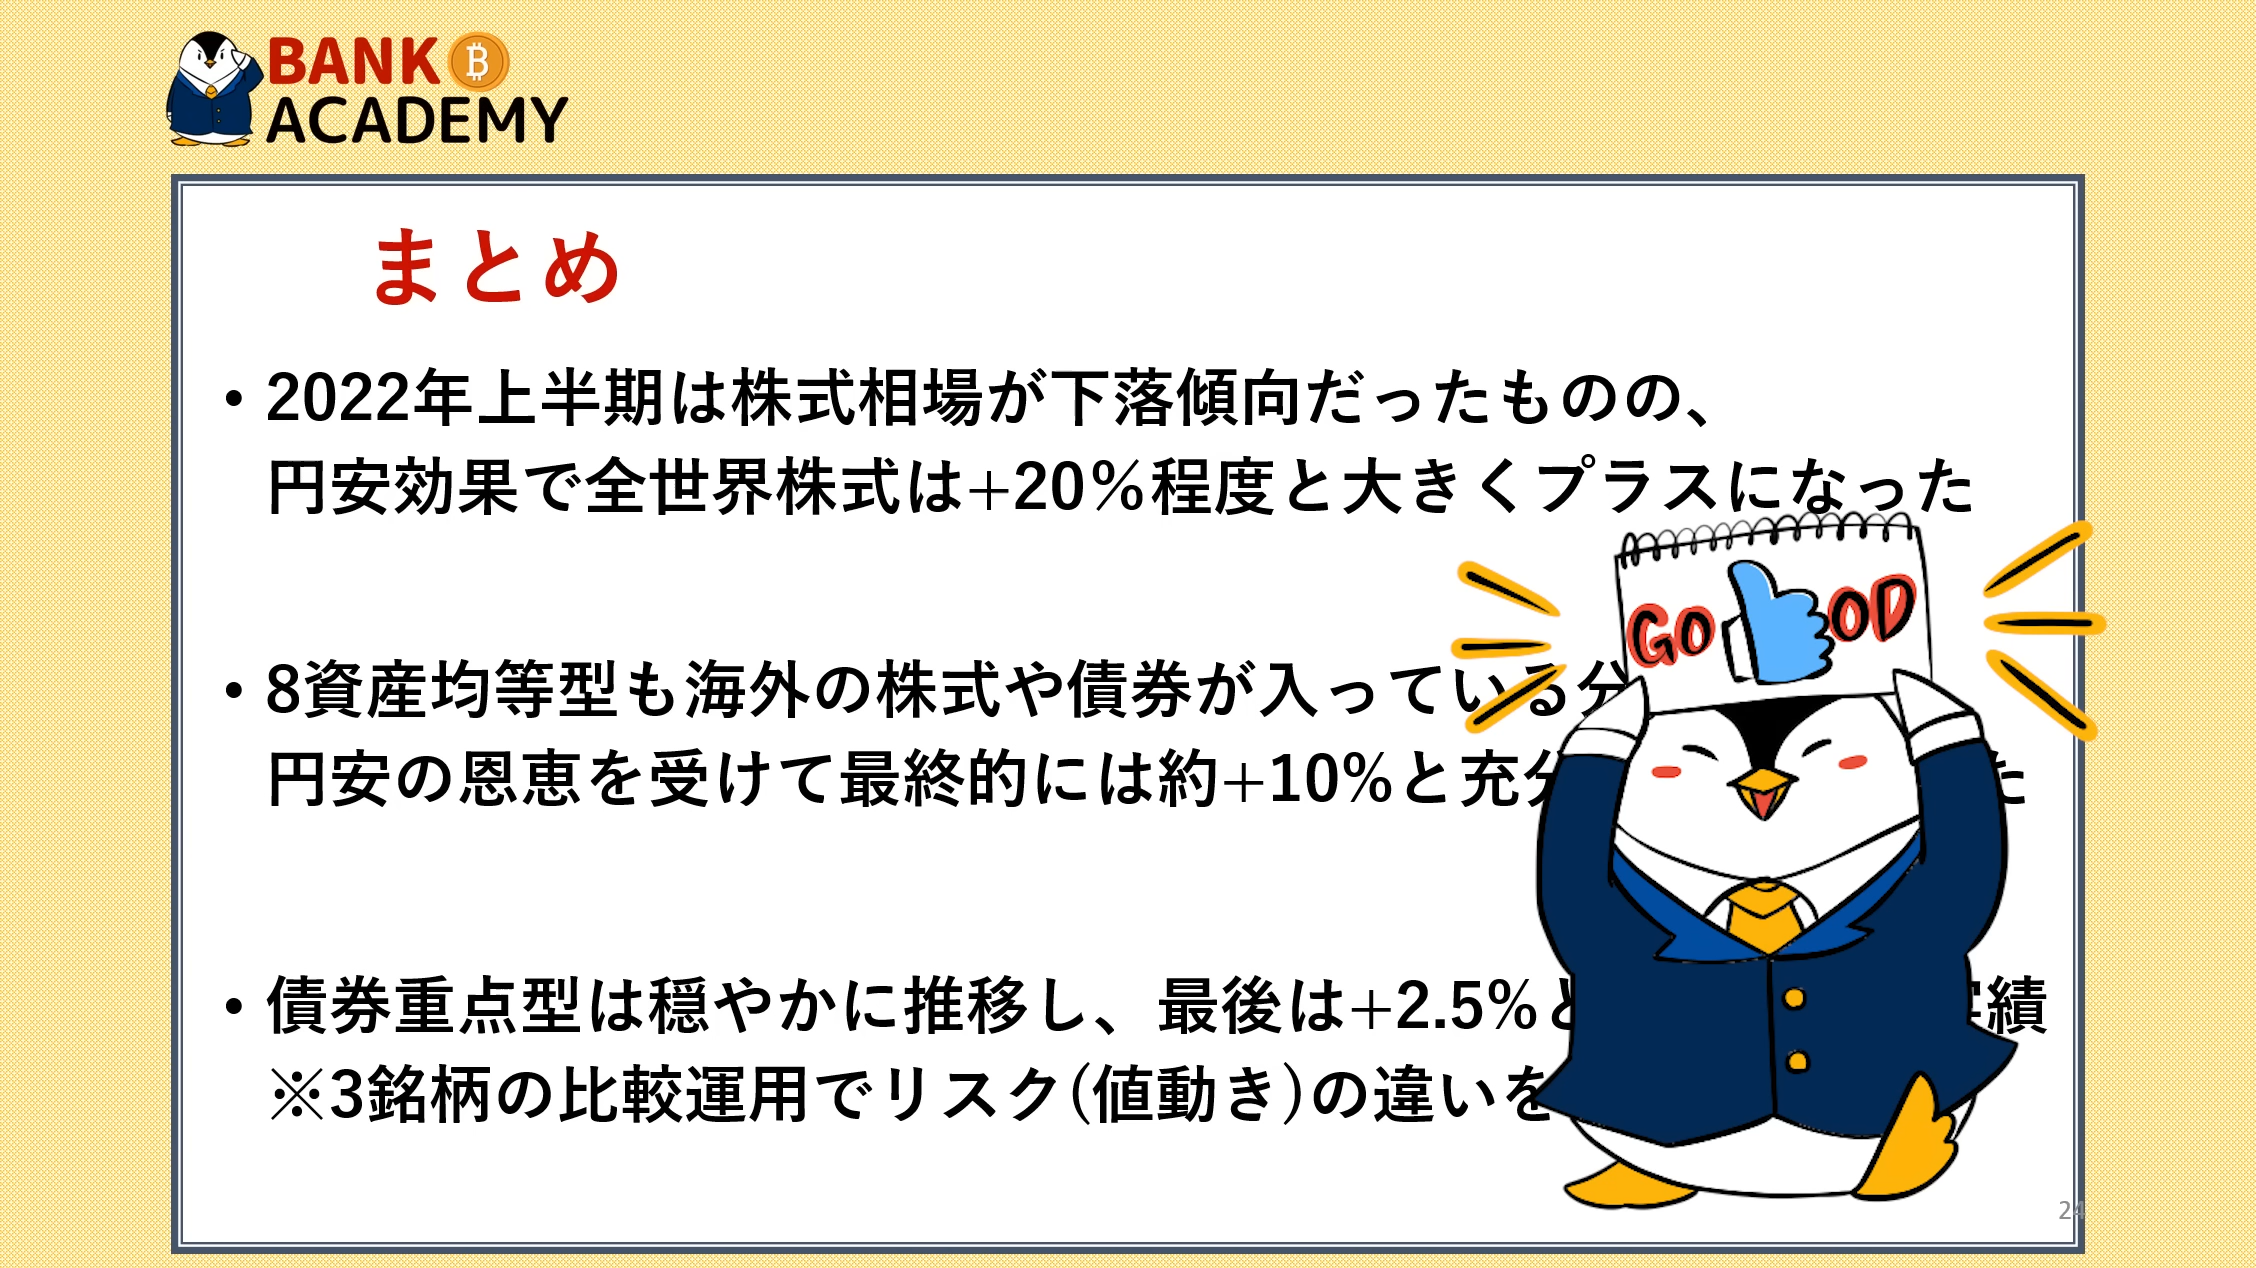 BANK
ACADEMY
まとめ
• 2022年上半期は株式相場が下落傾向だったものの、
円安効果で全世界株式は+20%程度と大きくプラスになった
GOOD
• 8資産均等型も海外の株式や債券が入っている分
円安の恩恵を受けて最終的には約+10%と充分 た
• 債券重点型は穏やかに推移し、最後は+2.5%と 実績
※3銘柄の比較運用でリスク(値動き)の違いを
24